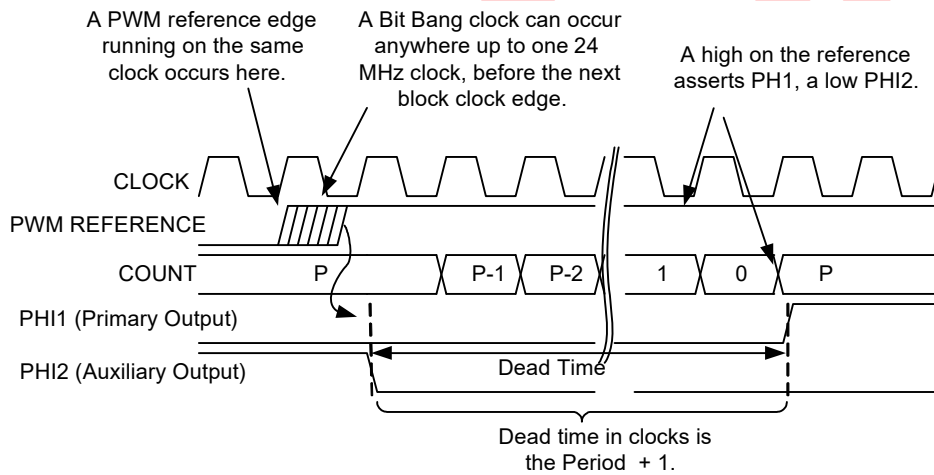 A PWM reference edge
running on the same
clock occurs here.
A Bit Bang clock can occur
anywhere up to one 24
MHz clock, before the next
block clock edge.
A high on the reference
asserts PH1, a low PHI2.
CLOCK
PWM REFERENCE
COUNT
P
P-1
P-2
1
0
P
PHI1 (Primary Output)
PHI2 (Auxiliary Output)
Dead Time
Dead time in clocks is
the Period + 1.